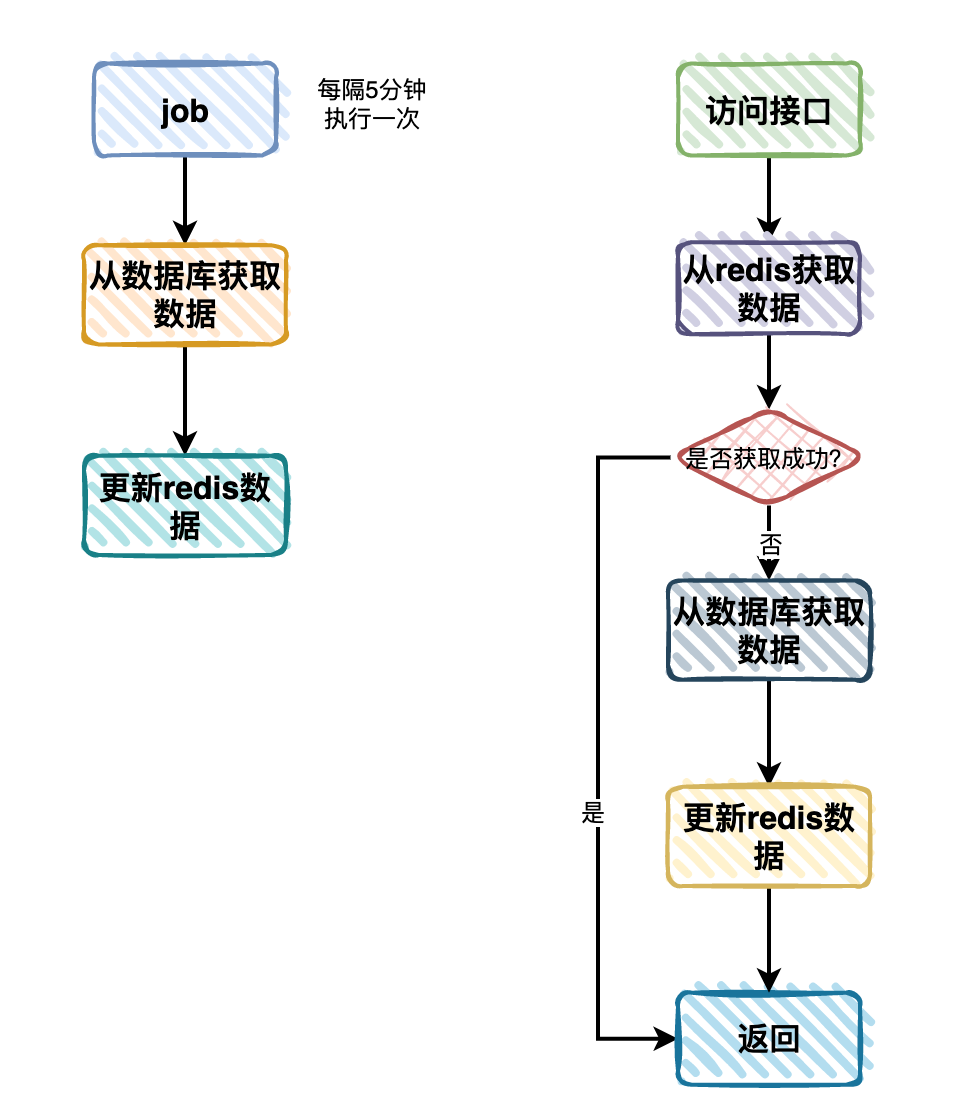 job
每隔5分钟
执行一次
从数据库获取
数据
更新redis数
据
访问接口
从redis获取
数据
是否获取成功?
否
从数据库获取
数据
是
更新redis数
据
返回